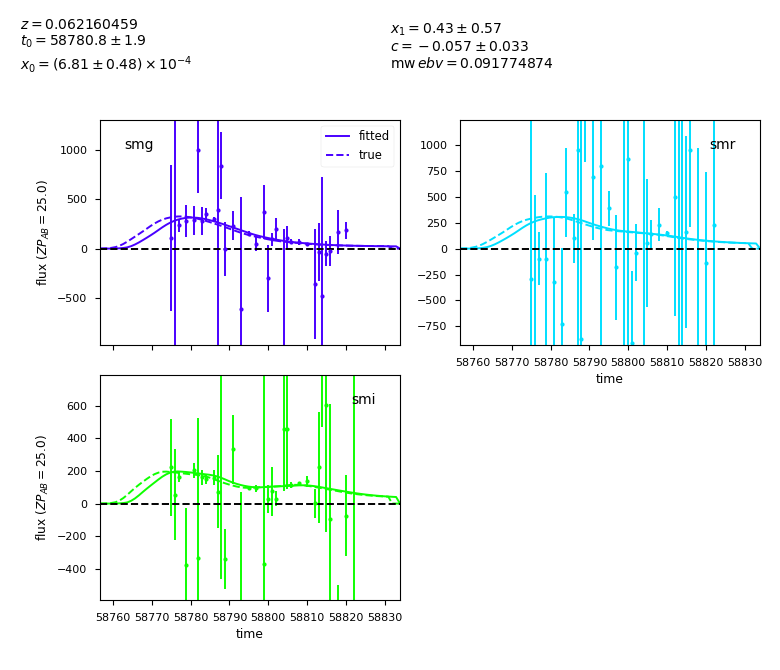 z = 0.062160459
t₀ = 58780.8 ± 1.9
x₀ = (6.81 ± 0.48) × 10⁻⁴
x₁ = 0.43 ± 0.57
c = −0.057 ± 0.033
mw ebv = 0.091774874
smg
fitted
true
1000
500
0
−500
flux (ZP_AB = 25.0)
smr
1000
750
500
250
0
−250
−500
−750
58760 58770 58780 58790 58800 58810 58820 58830
time
smi
600
400
200
0
−200
−400
flux (ZP_AB = 25.0)
58760 58770 58780 58790 58800 58810 58820 58830
time